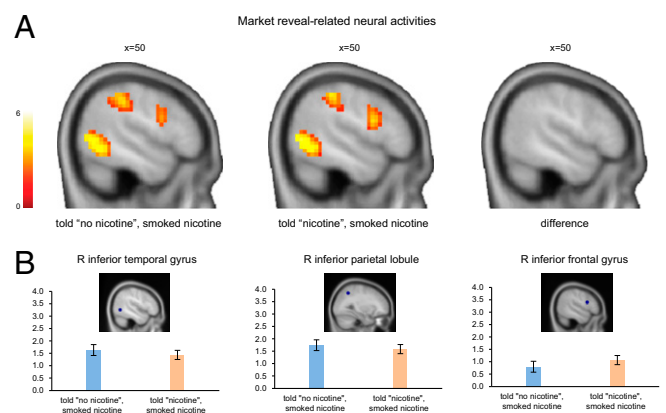 A
Market reveal-related neural activities
x=50
x=50
x=50
6
0
told "no nicotine", smoked nicotine
told "nicotine", smoked nicotine
difference
B
R inferior temporal gyrus
R inferior parietal lobule
R inferior frontal gyrus
4.0
3.5
3.0
2.5
2.0
1.5
1.0
0.5
0.0
told "no nicotine",
smoked nicotine
told "nicotine",
smoked nicotine
4.0
3.5
3.0
2.5
2.0
1.5
1.0
0.5
0.0
told "no nicotine",
smoked nicotine
told "nicotine",
smoked nicotine
4.0
3.5
3.0
2.5
2.0
1.5
1.0
0.5
0.0
told "no nicotine",
smoked nicotine
told "nicotine",
smoked nicotine